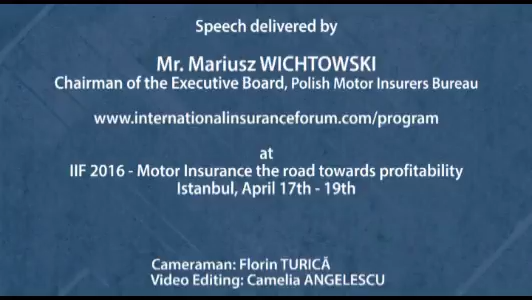 Speech delivered by
Mr. Mariusz WICHTOWSKI
Chairman of the Executive Board, Polish Motor Insurers Bureau
www.internationalinsuranceforum.com/program
at
IIF 2016 - Motor Insurance the road towards profitability
Istanbul, April 17th - 19th
Cameraman: Florin TURICĂ
Video Editing: Camelia ANGELESCU